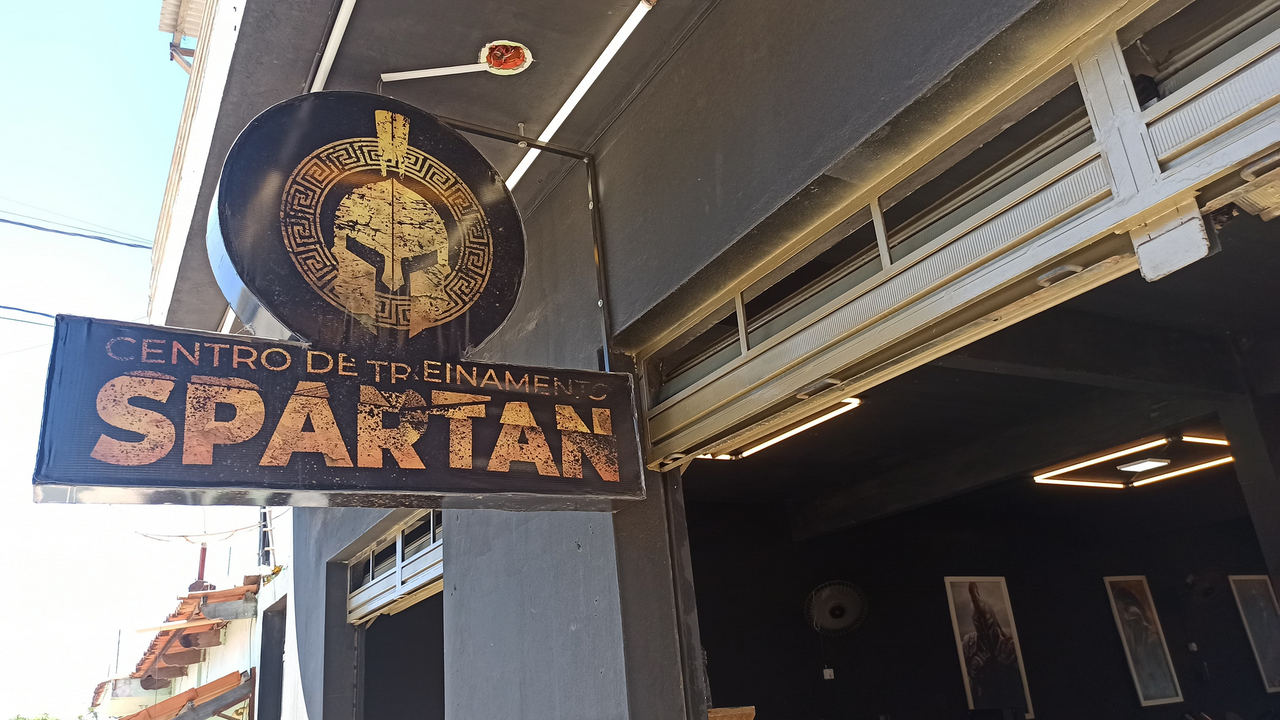 CENTRO DE TREINAMENTO
SPARTAN